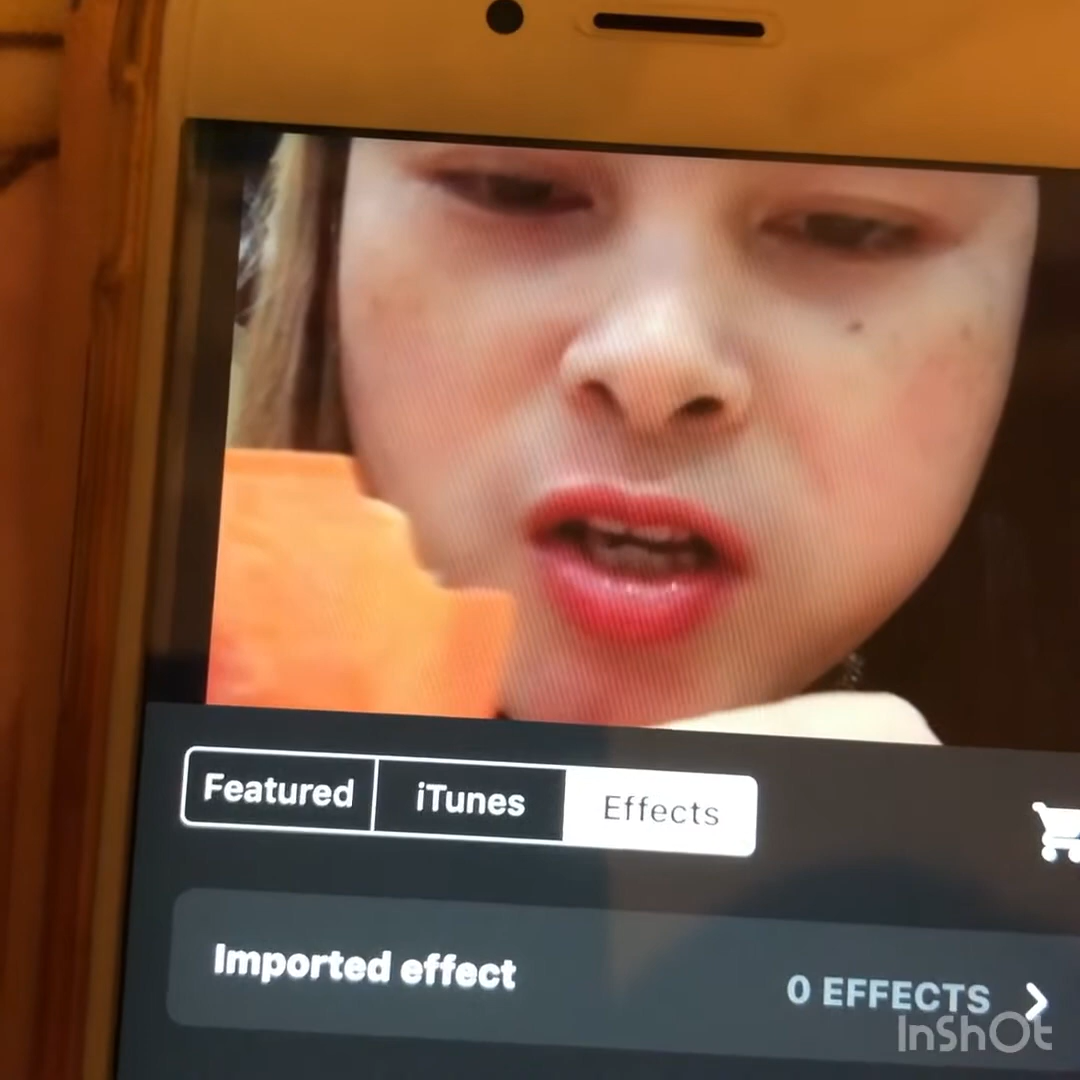 Featured
iTunes
Effects
Imported effect
0 EFFECTS
InShOt